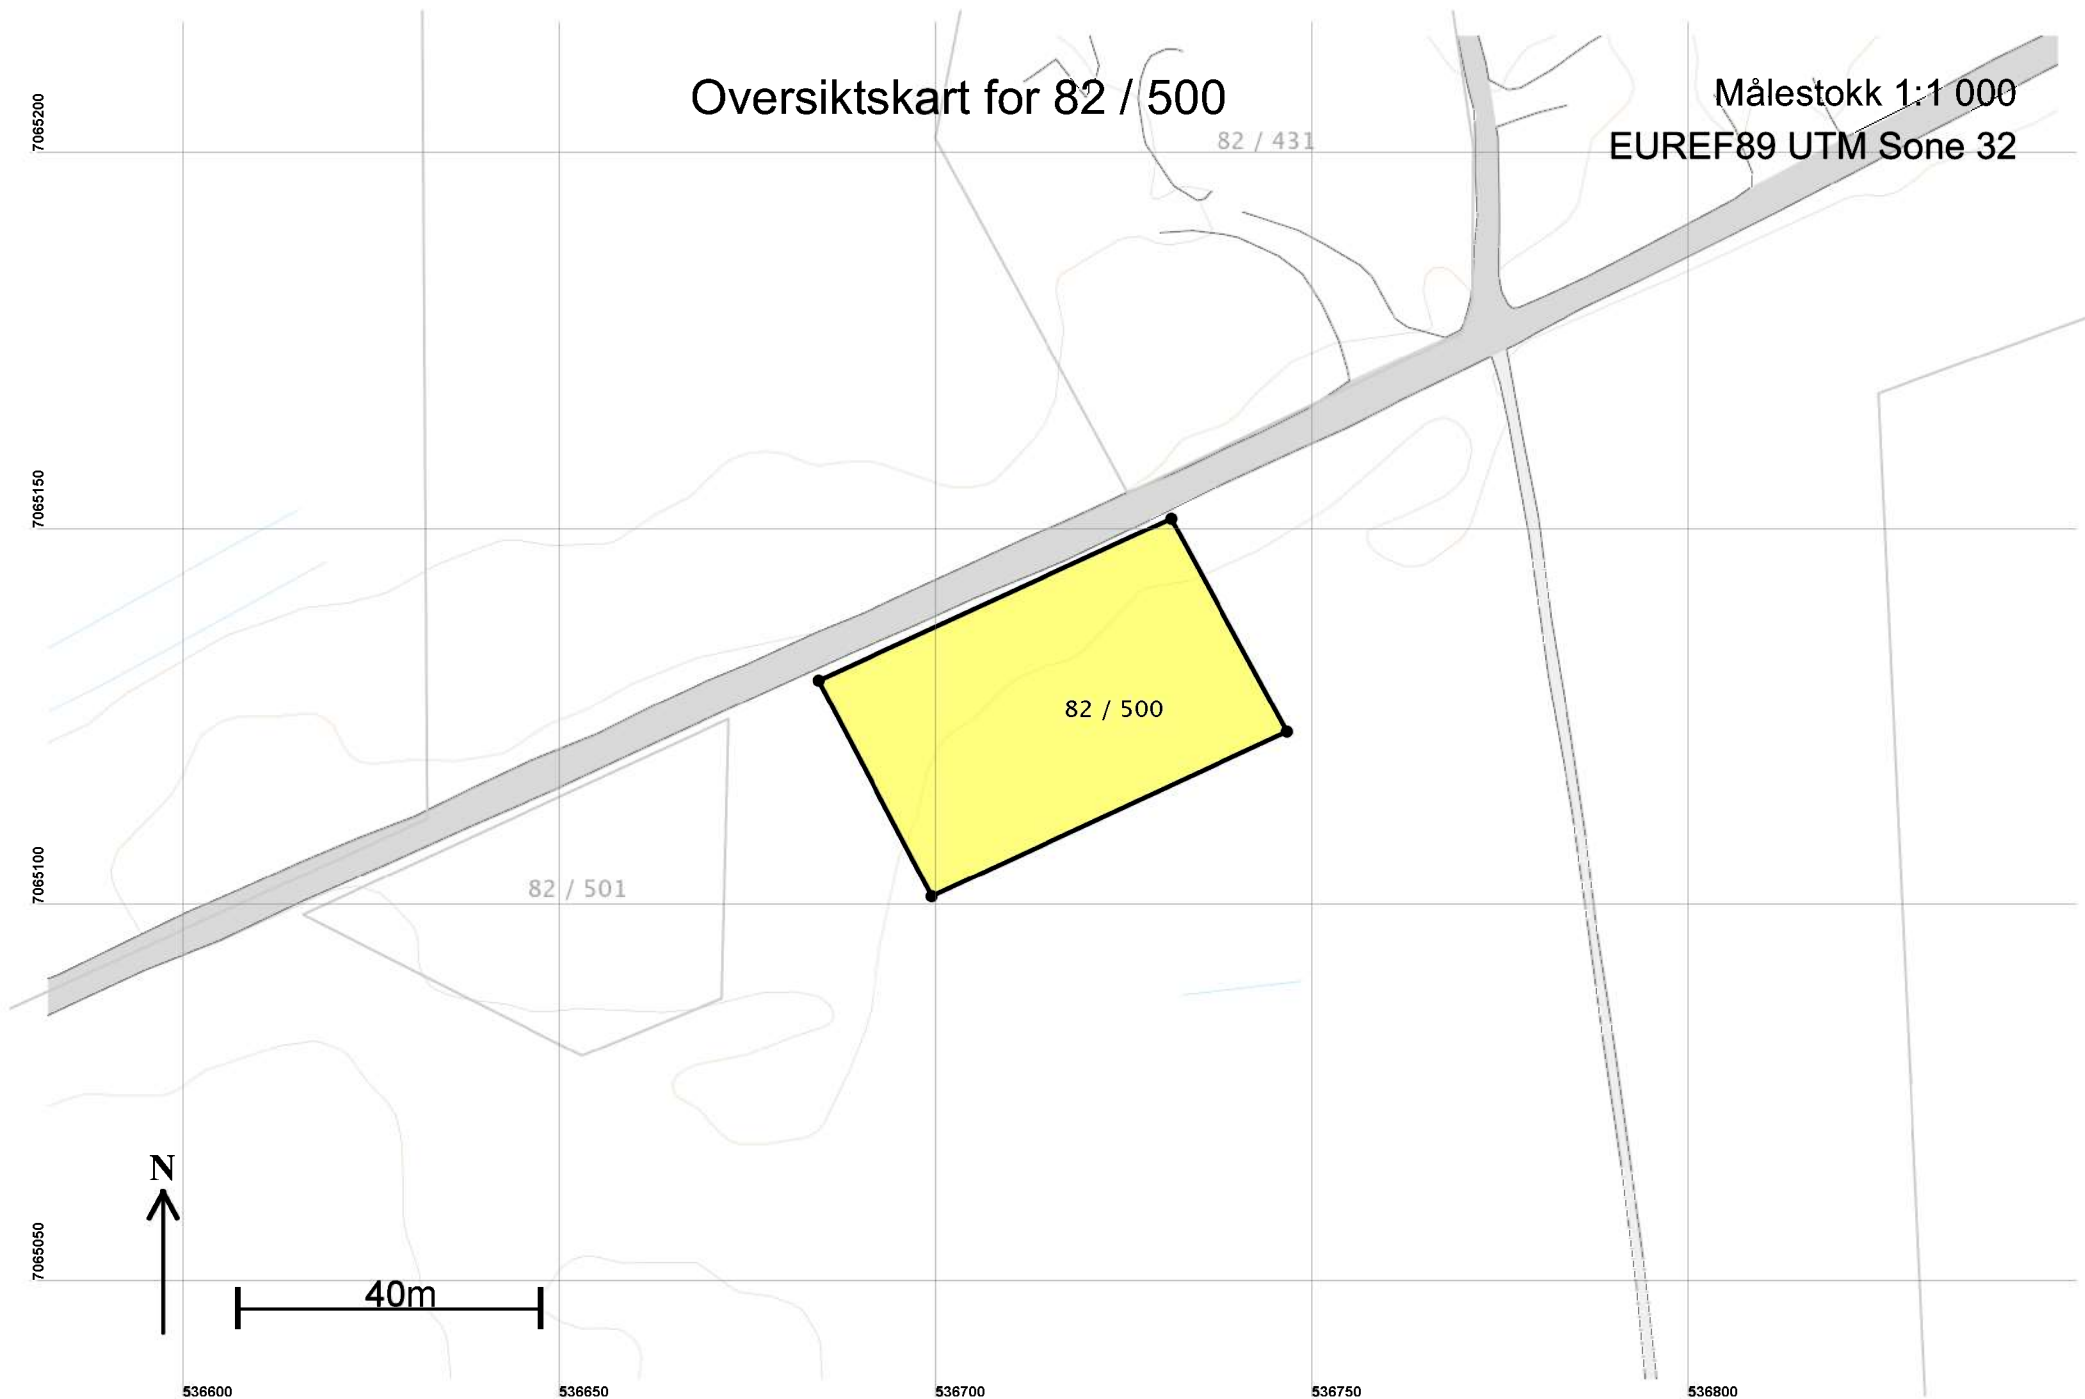 Oversiktskart for 82 / 500
Målestokk 1:1 000
EUREF89 UTM Sone 32
7065200
82 / 431
7065150
82 / 500
7065100
82 / 501
7065050
N
40m
536600
536650
536700
536750
536800